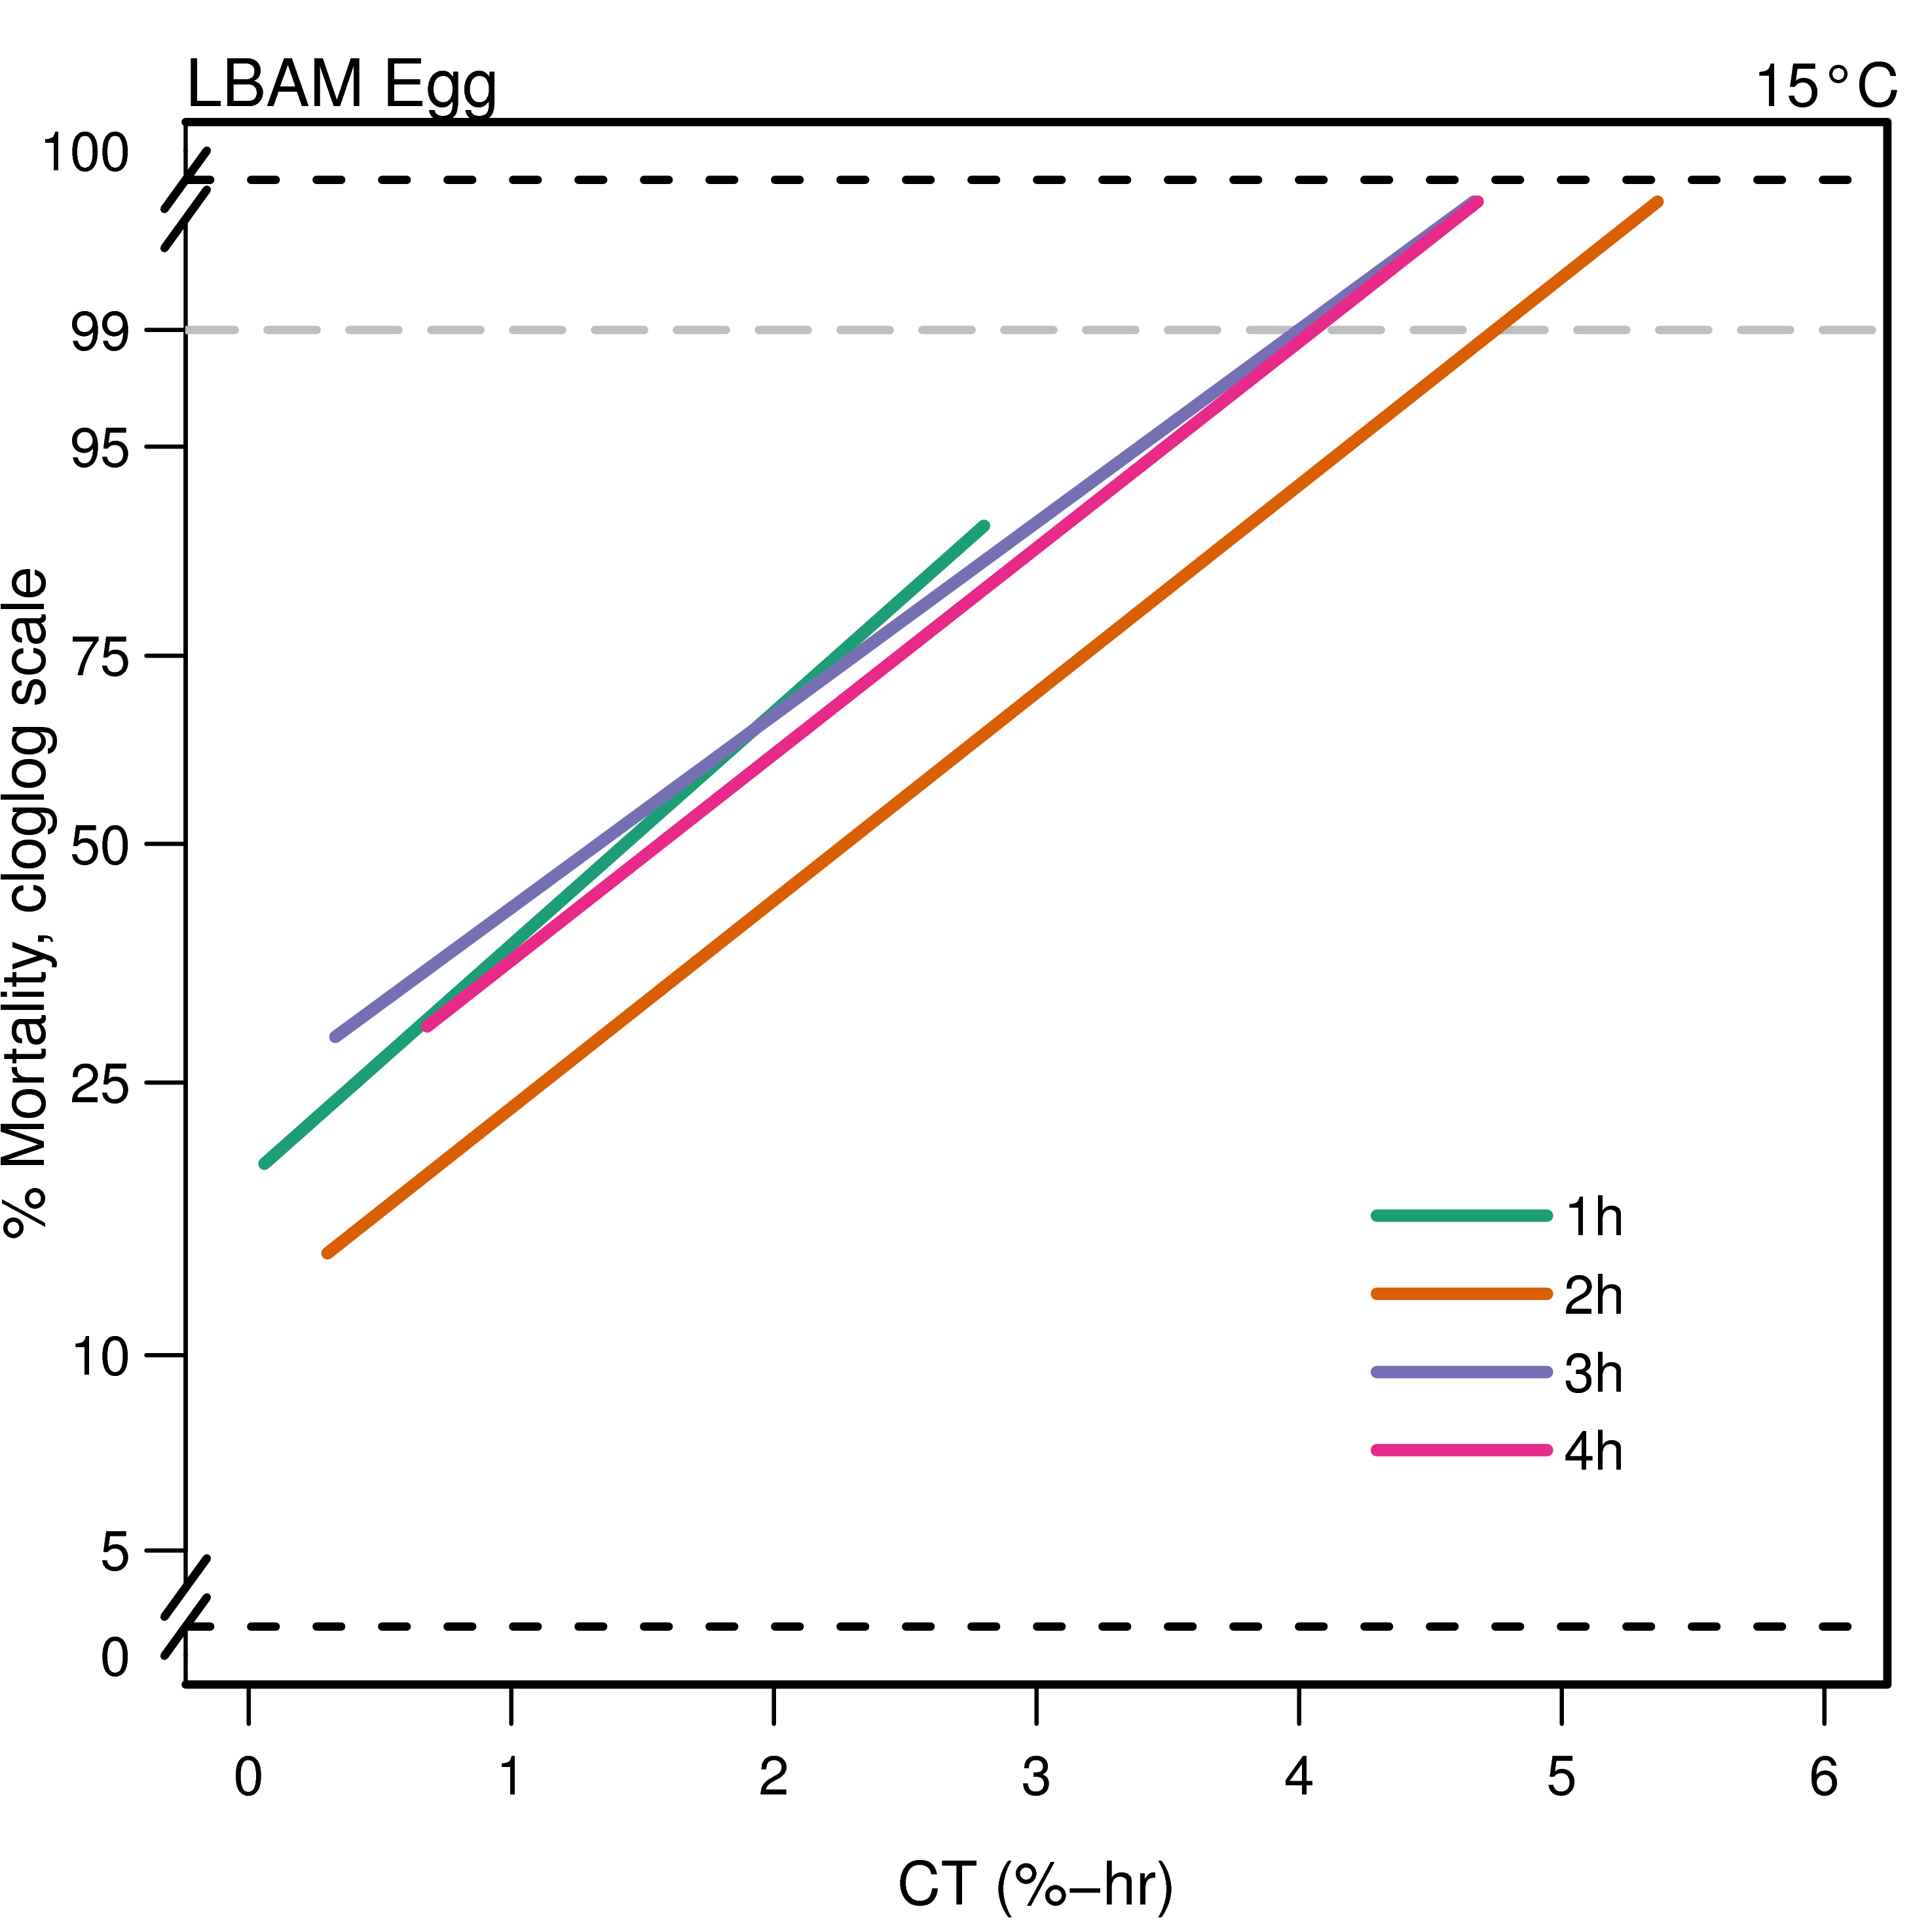 LBAM Egg
15°C
100
99
95
75
50
25
10
5
0
% Mortality, cloglog scale
1h
2h
3h
4h
0 1 2 3 4 5 6
CT (%−hr)